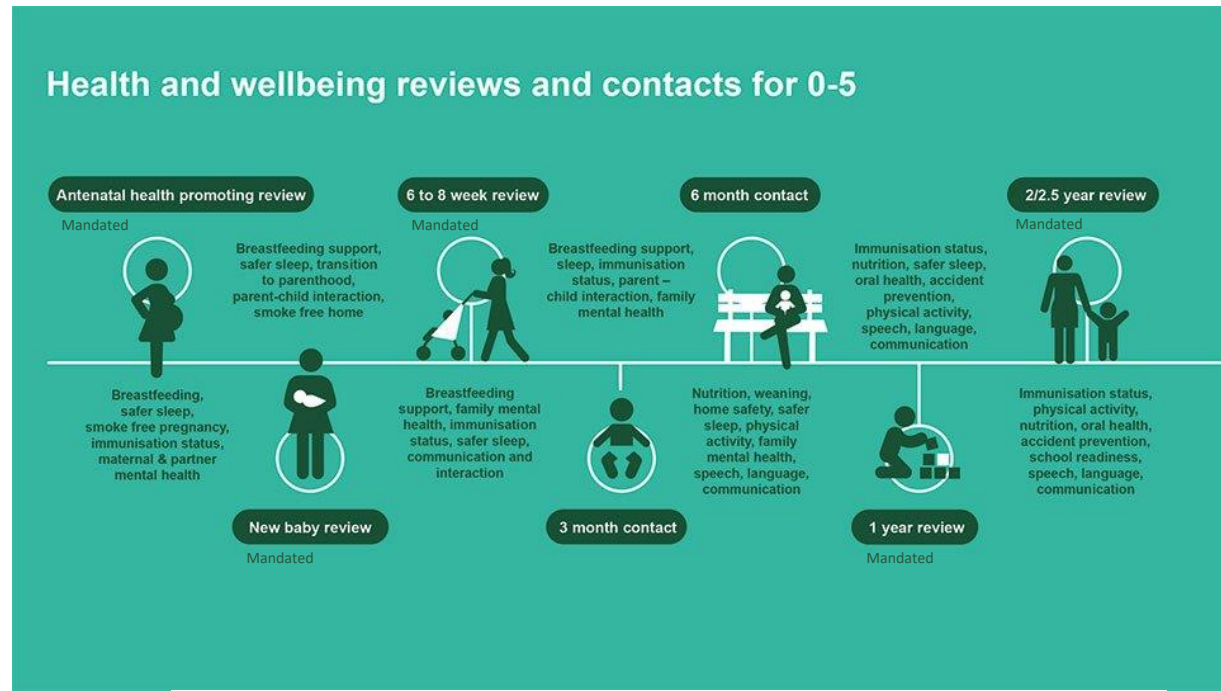 Health and wellbeing reviews and contacts for 0-5
Antenatal health promoting review
Mandated
Breastfeeding,
safer sleep,
smoke free pregnancy,
immunisation status,
maternal & partner
mental health
Breastfeeding support,
safer sleep, transition
to parenthood,
parent-child interaction,
smoke free home
New baby review
Mandated
6 to 8 week review
Mandated
Breastfeeding
support, family mental
health, immunisation
status, safer sleep,
communication and
interaction
Breastfeeding support,
sleep, immunisation
status, parent –
child interaction, family
mental health
3 month contact
6 month contact
Nutrition, weaning,
home safety, safer
sleep, physical
activity, family
mental health,
speech, language,
communication
Immunisation status,
nutrition, safer sleep,
oral health, accident
prevention,
physical activity,
speech, language,
communication
1 year review
Mandated
2/2.5 year review
Mandated
Immunisation status,
physical activity,
nutrition, oral health,
accident prevention,
school readiness,
speech, language,
communication